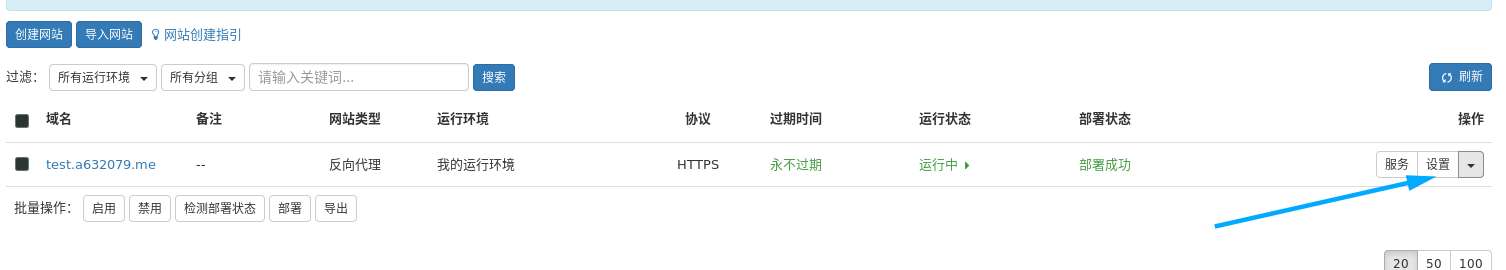 创建网站 导入网站 网站创建指引
过滤： 所有运行环境 所有分组 请输入关键词... 搜索 刷新
域名 备注 网站类型 运行环境 协议 过期时间 运行状态 部署状态 操作
test.a632079.me -- 反向代理 我的运行环境 HTTPS 永不过期 运行中 部署成功 服务 设置
批量操作： 启用 禁用 检测部署状态 部署 导出
20 50 100